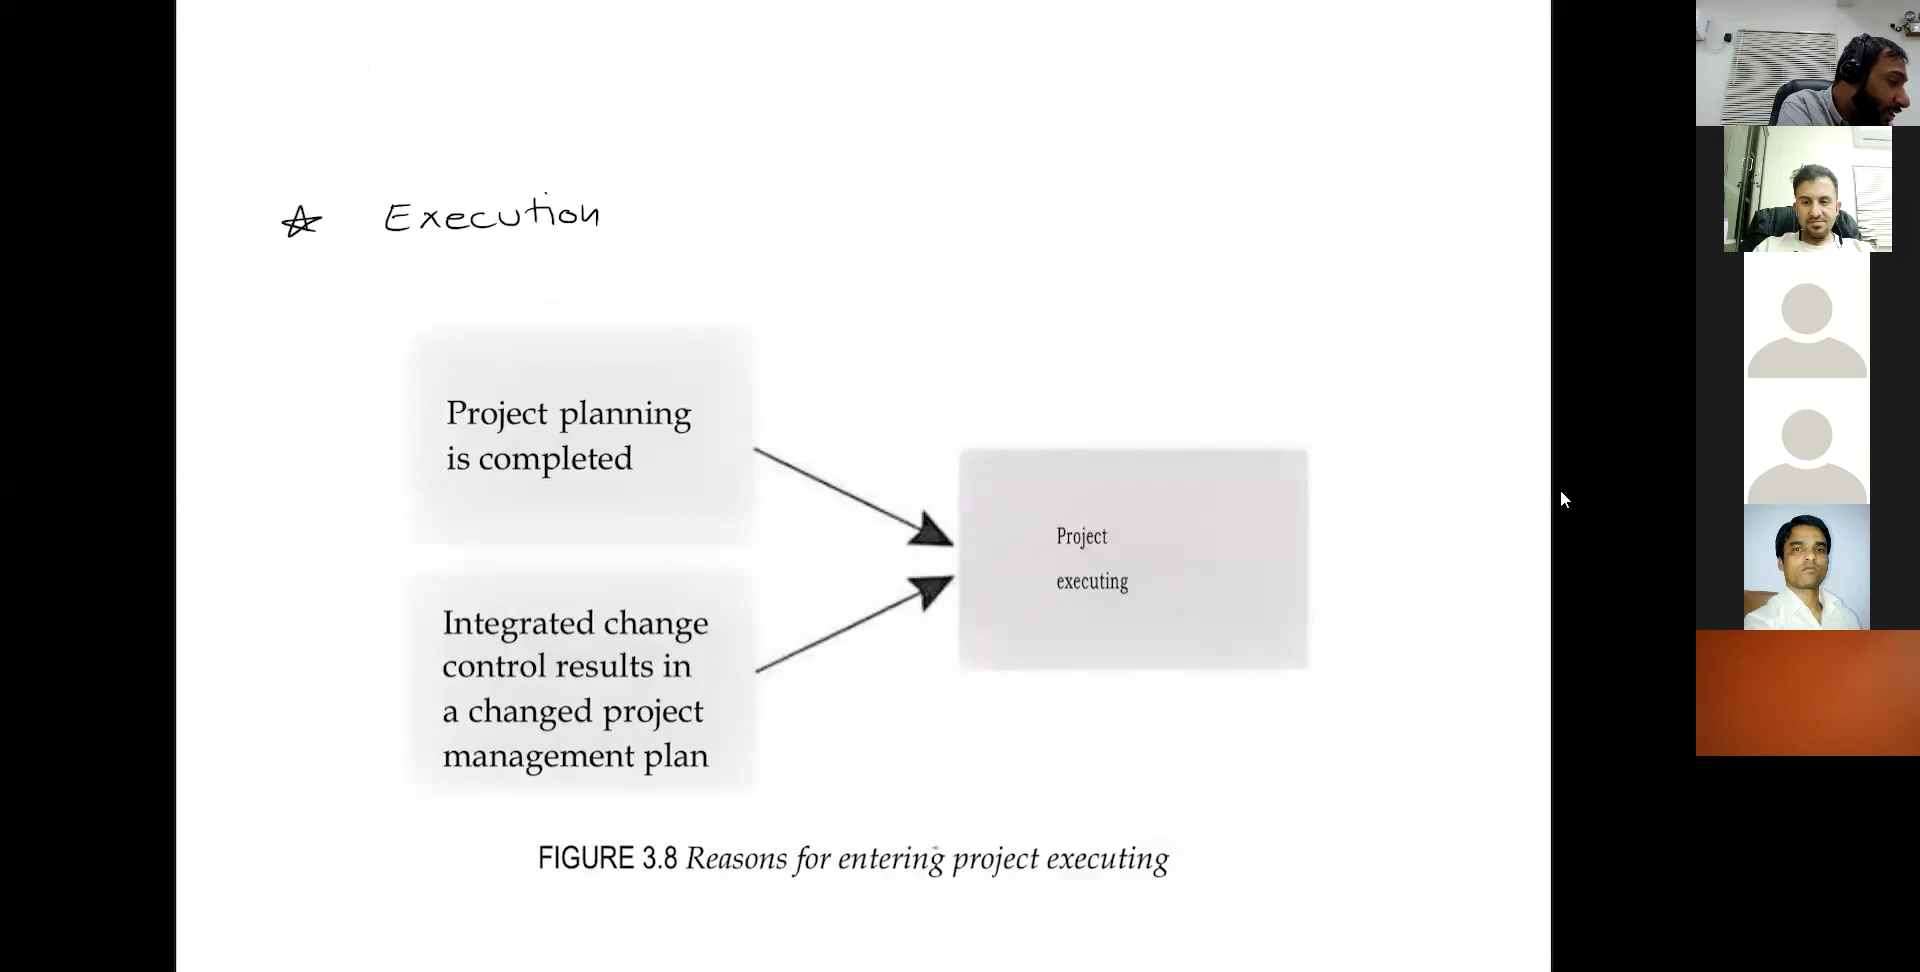 ☆ Execution
Project planning
is completed
Project
executing
Integrated change
control results in
a changed project
management plan
FIGURE 3.8 Reasons for entering project executing